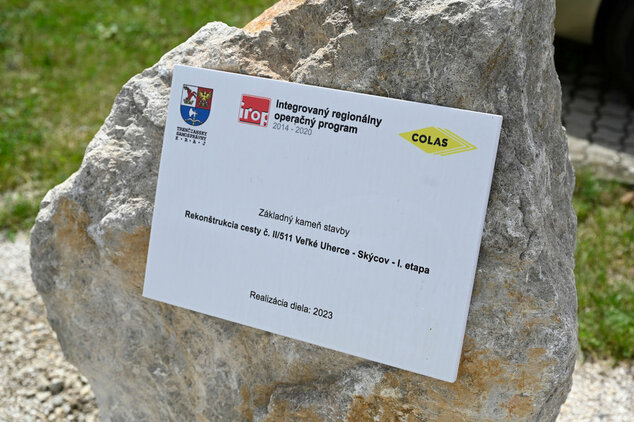 TRENČIANSKY
SAMOSPRÁVNY
K • R • A • J
irop
Integrovaný regionálny
operačný program
2014 - 2020
COLAS
Základný kameň stavby
Rekonštrukcia cesty č. II/511 Veľké Uherce - Skýcov - I. etapa
Realizácia diela: 2023